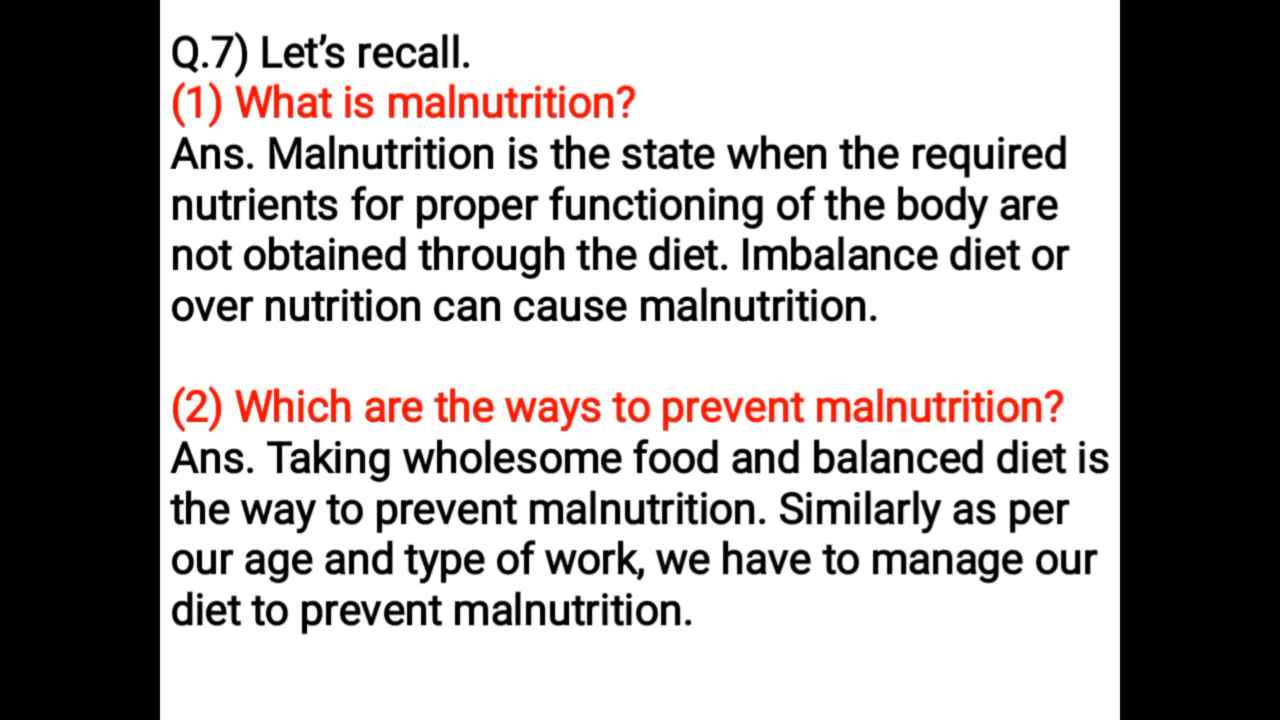 Q.7) Let’s recall.
(1) What is malnutrition?
Ans. Malnutrition is the state when the required
nutrients for proper functioning of the body are
not obtained through the diet. Imbalance diet or
over nutrition can cause malnutrition.
(2) Which are the ways to prevent malnutrition?
Ans. Taking wholesome food and balanced diet is
the way to prevent malnutrition. Similarly as per
our age and type of work, we have to manage our
diet to prevent malnutrition.